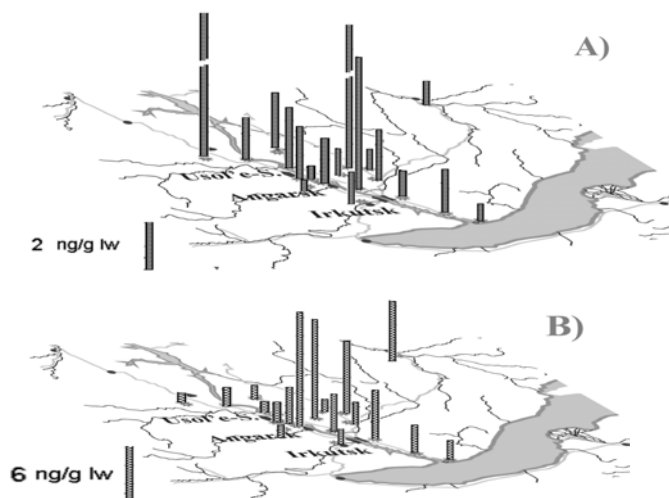 A)
Usol'e-S.
Angarsk
Irkutsk
2 ng/g lw
B)
Usol'e-S.
Angarsk
Irkutsk
6 ng/g lw